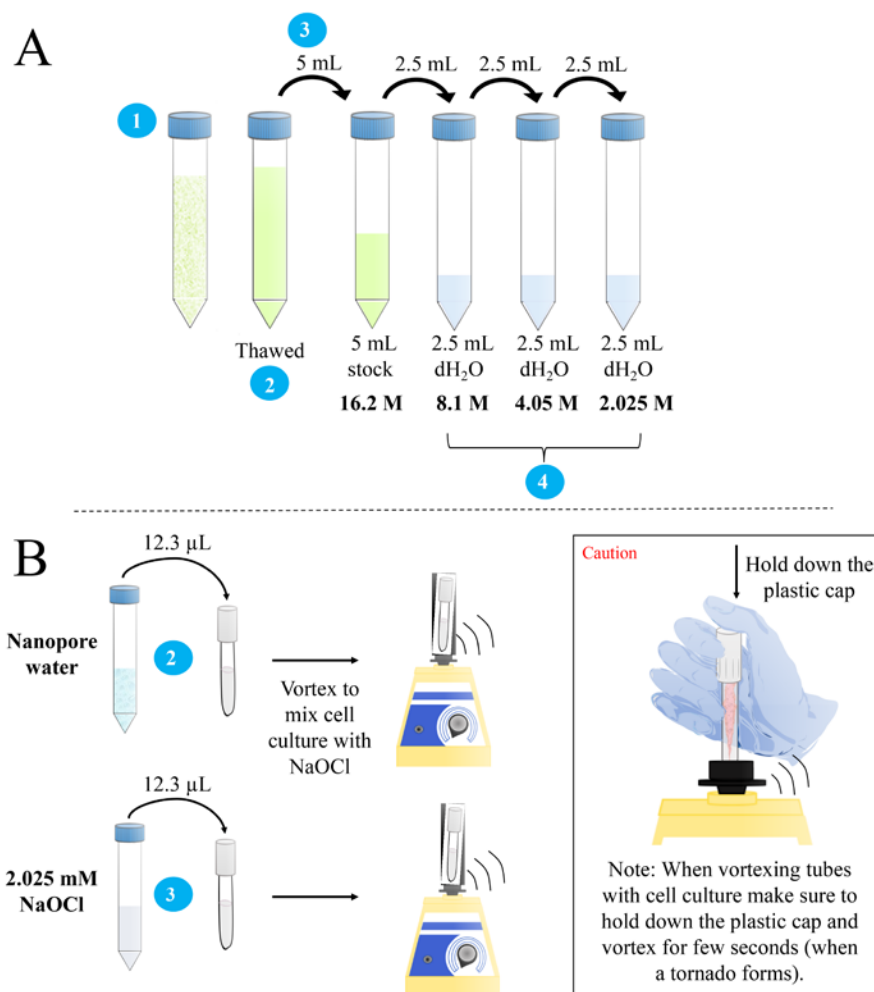 A
3
5 mL
2.5 mL
2.5 mL
2.5 mL
1
Thawed
2
5 mL
stock
16.2 M
2.5 mL
dH₂O
8.1 M
2.5 mL
dH₂O
4.05 M
2.5 mL
dH₂O
2.025 M
4
B
12.3 µL
Nanopore
water
2
Vortex to
mix cell
culture with
NaOCl
12.3 µL
2.025 mM
NaOCl
3
Caution
Hold down the
plastic cap
Note: When vortexing tubes
with cell culture make sure to
hold down the plastic cap and
vortex for few seconds (when
a tornado forms).